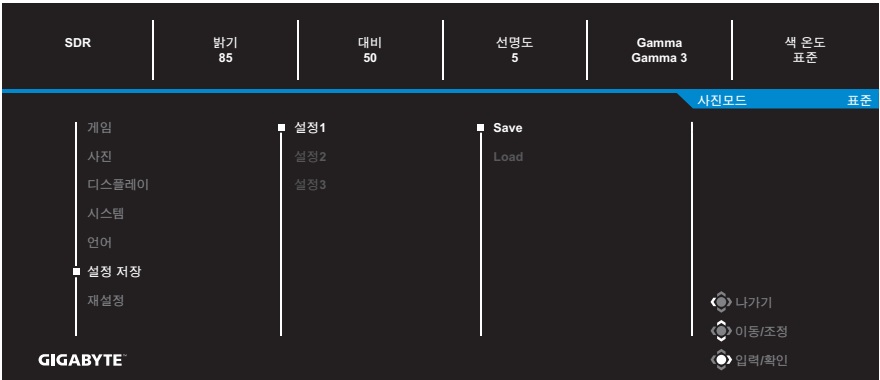 SDR
밝기
85
대비
50
선명도
5
Gamma
Gamma 3
색 온도
표준
사진모드 표준
게임
사진
디스플레이
시스템
언어
설정 저장
재설정
설정1
설정2
설정3
Save
Load
나가기
이동/조정
입력/확인
GIGABYTE™